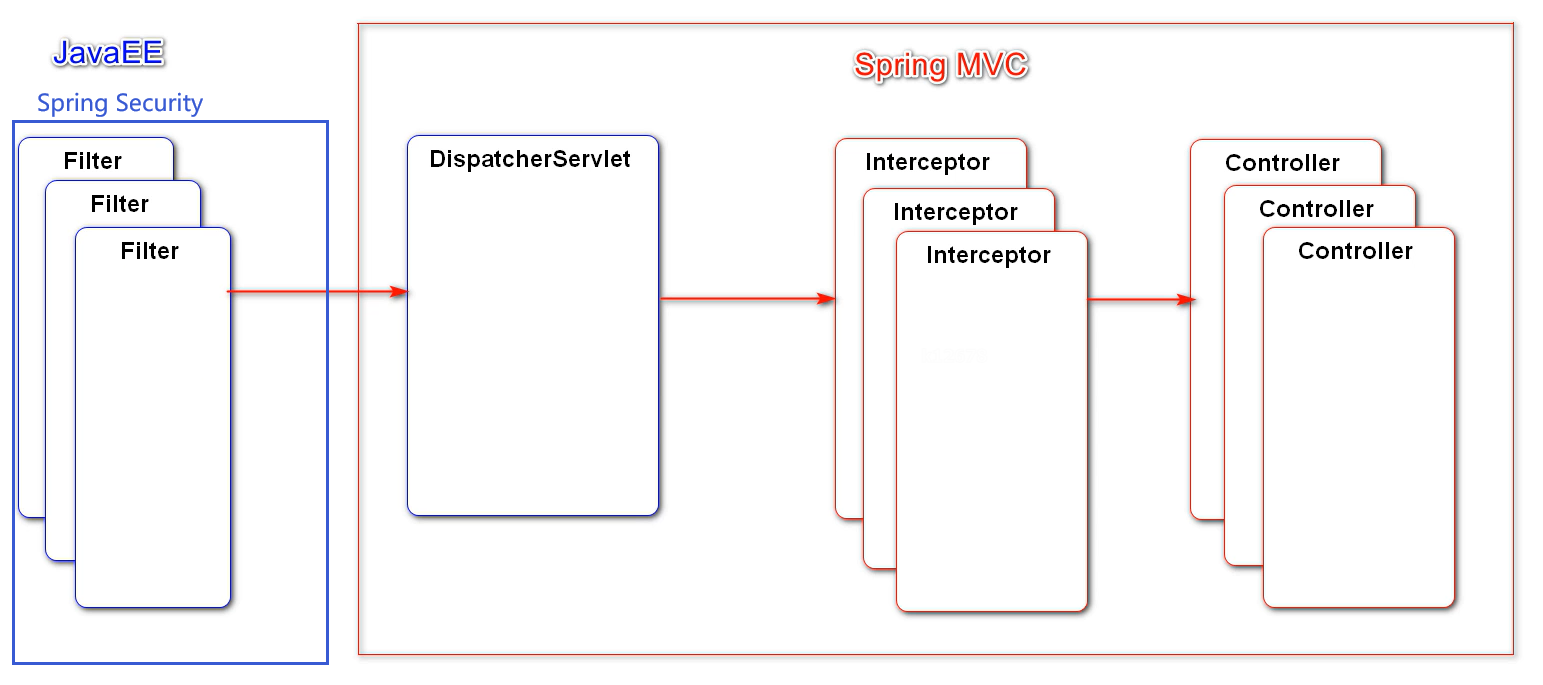 JavaEE
Spring Security
Filter
Filter
Filter
Spring MVC
DispatcherServlet
Interceptor
Interceptor
Interceptor
Controller
Controller
Controller